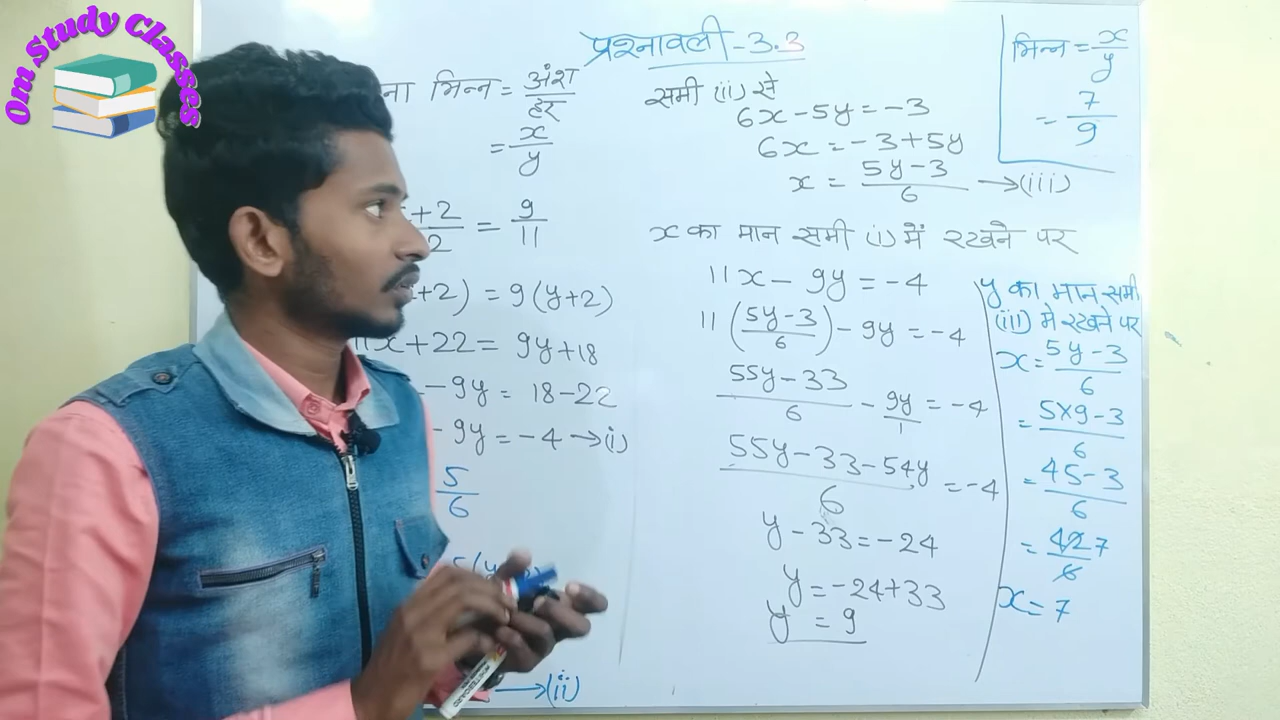 Om Study Classes
प्रश्नावली-3.3
ना भिन्न = अंश/हर
= x/y
+2/2 = 9/11
+2) = 9(y+2)
x+22 = 9y+18
- 9y = 18-22
- 9y = -4 →(i)
5/6
5(y
→(ii)
समी (ii) से
6x-5y = -3
6x = -3+5y
x = (5y-3)/6 →(iii)
x का मान समी (i) में रखने पर
11x - 9y = -4
11((5y-3)/6) - 9y = -4
(55y-33)/6 - 9y/1 = -4
(55y-33-54y)/6 = -4
y-33 = -24
y = -24+33
y = 9
भिन्न = x/y
= 7/9
y का मान समी
(iii) मे रखने पर
x = (5y-3)/6
= (5×9-3)/6
= (45-3)/6
= 42/6 7
x = 7